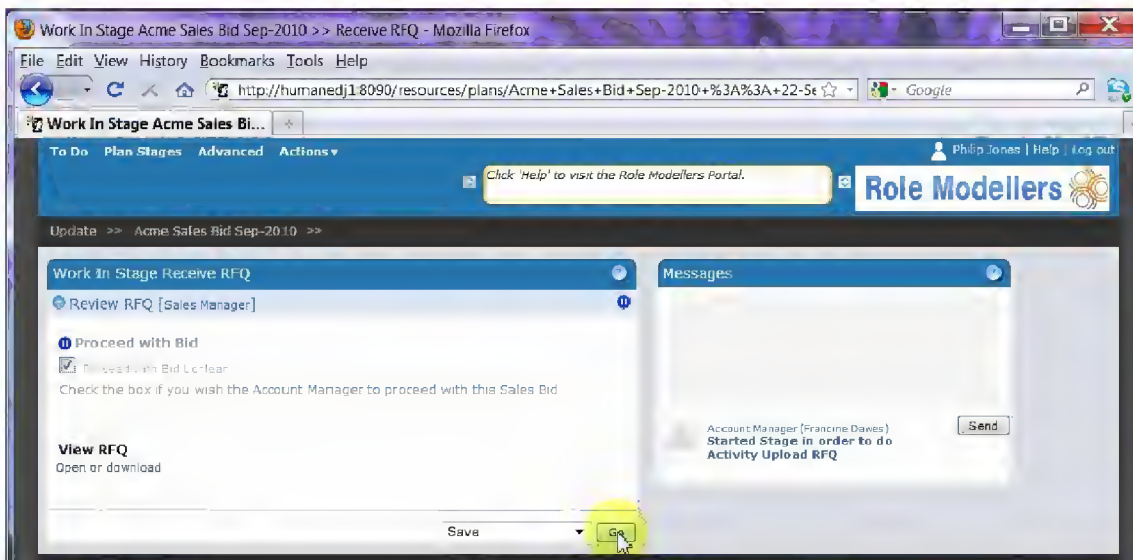 Work In Stage Acme Sales Bid Sep-2010 >> Receive RFQ - Mozilla Firefox
File Edit View History Bookmarks Tools Help
http://humanedj1:8090/resources/plans/Acme+Sales+Bid+Sep-2010+%3A%3A+22-Se
Google
Work In Stage Acme Sales Bi...
To Do Plan Stages Advanced Actions
Philip Jones | Help | Log out
Click 'Help' to visit the Role Modellers Portal.
Role Modellers
Update >> Acme Sales Bid Sep-2010 >>
Work In Stage Receive RFQ
Messages
Review RFQ [Sales Manager]
Proceed with Bid
Check the box if you wish the Account Manager to proceed with this Sales Bid
Account Manager (Francine Dawes)
Send
Started Stage in order to do
Activity Upload RFQ
View RFQ
Open or download
Save
Go